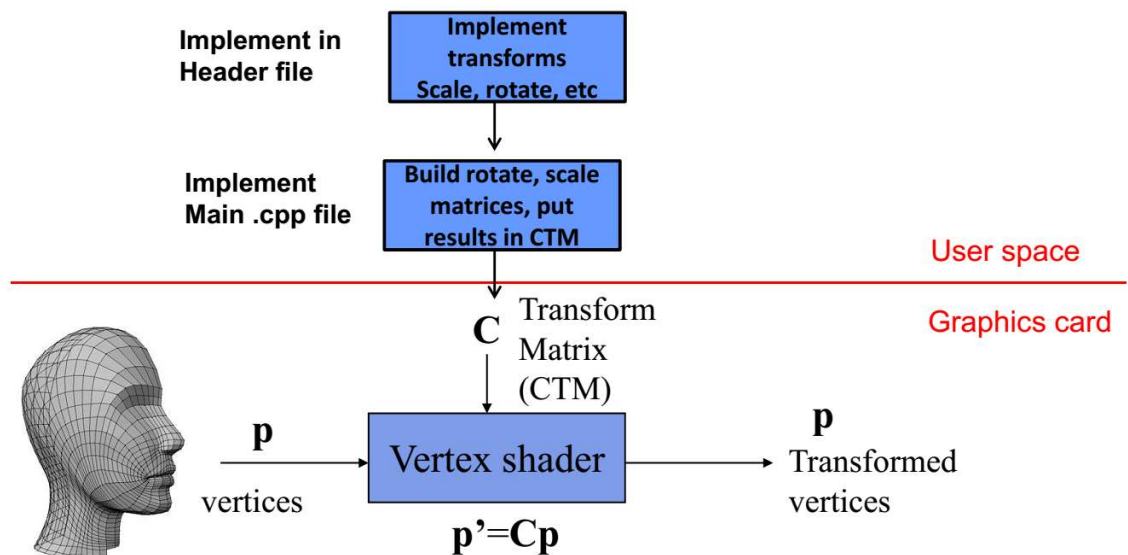 Implement in
Header file
Implement
transforms
Scale, rotate, etc
Implement
Main .cpp file
Build rotate, scale
matrices, put
results in CTM
User space
Graphics card
C
Transform
Matrix
(CTM)
p
vertices
Vertex shader
p
Transformed
vertices
p’=Cp